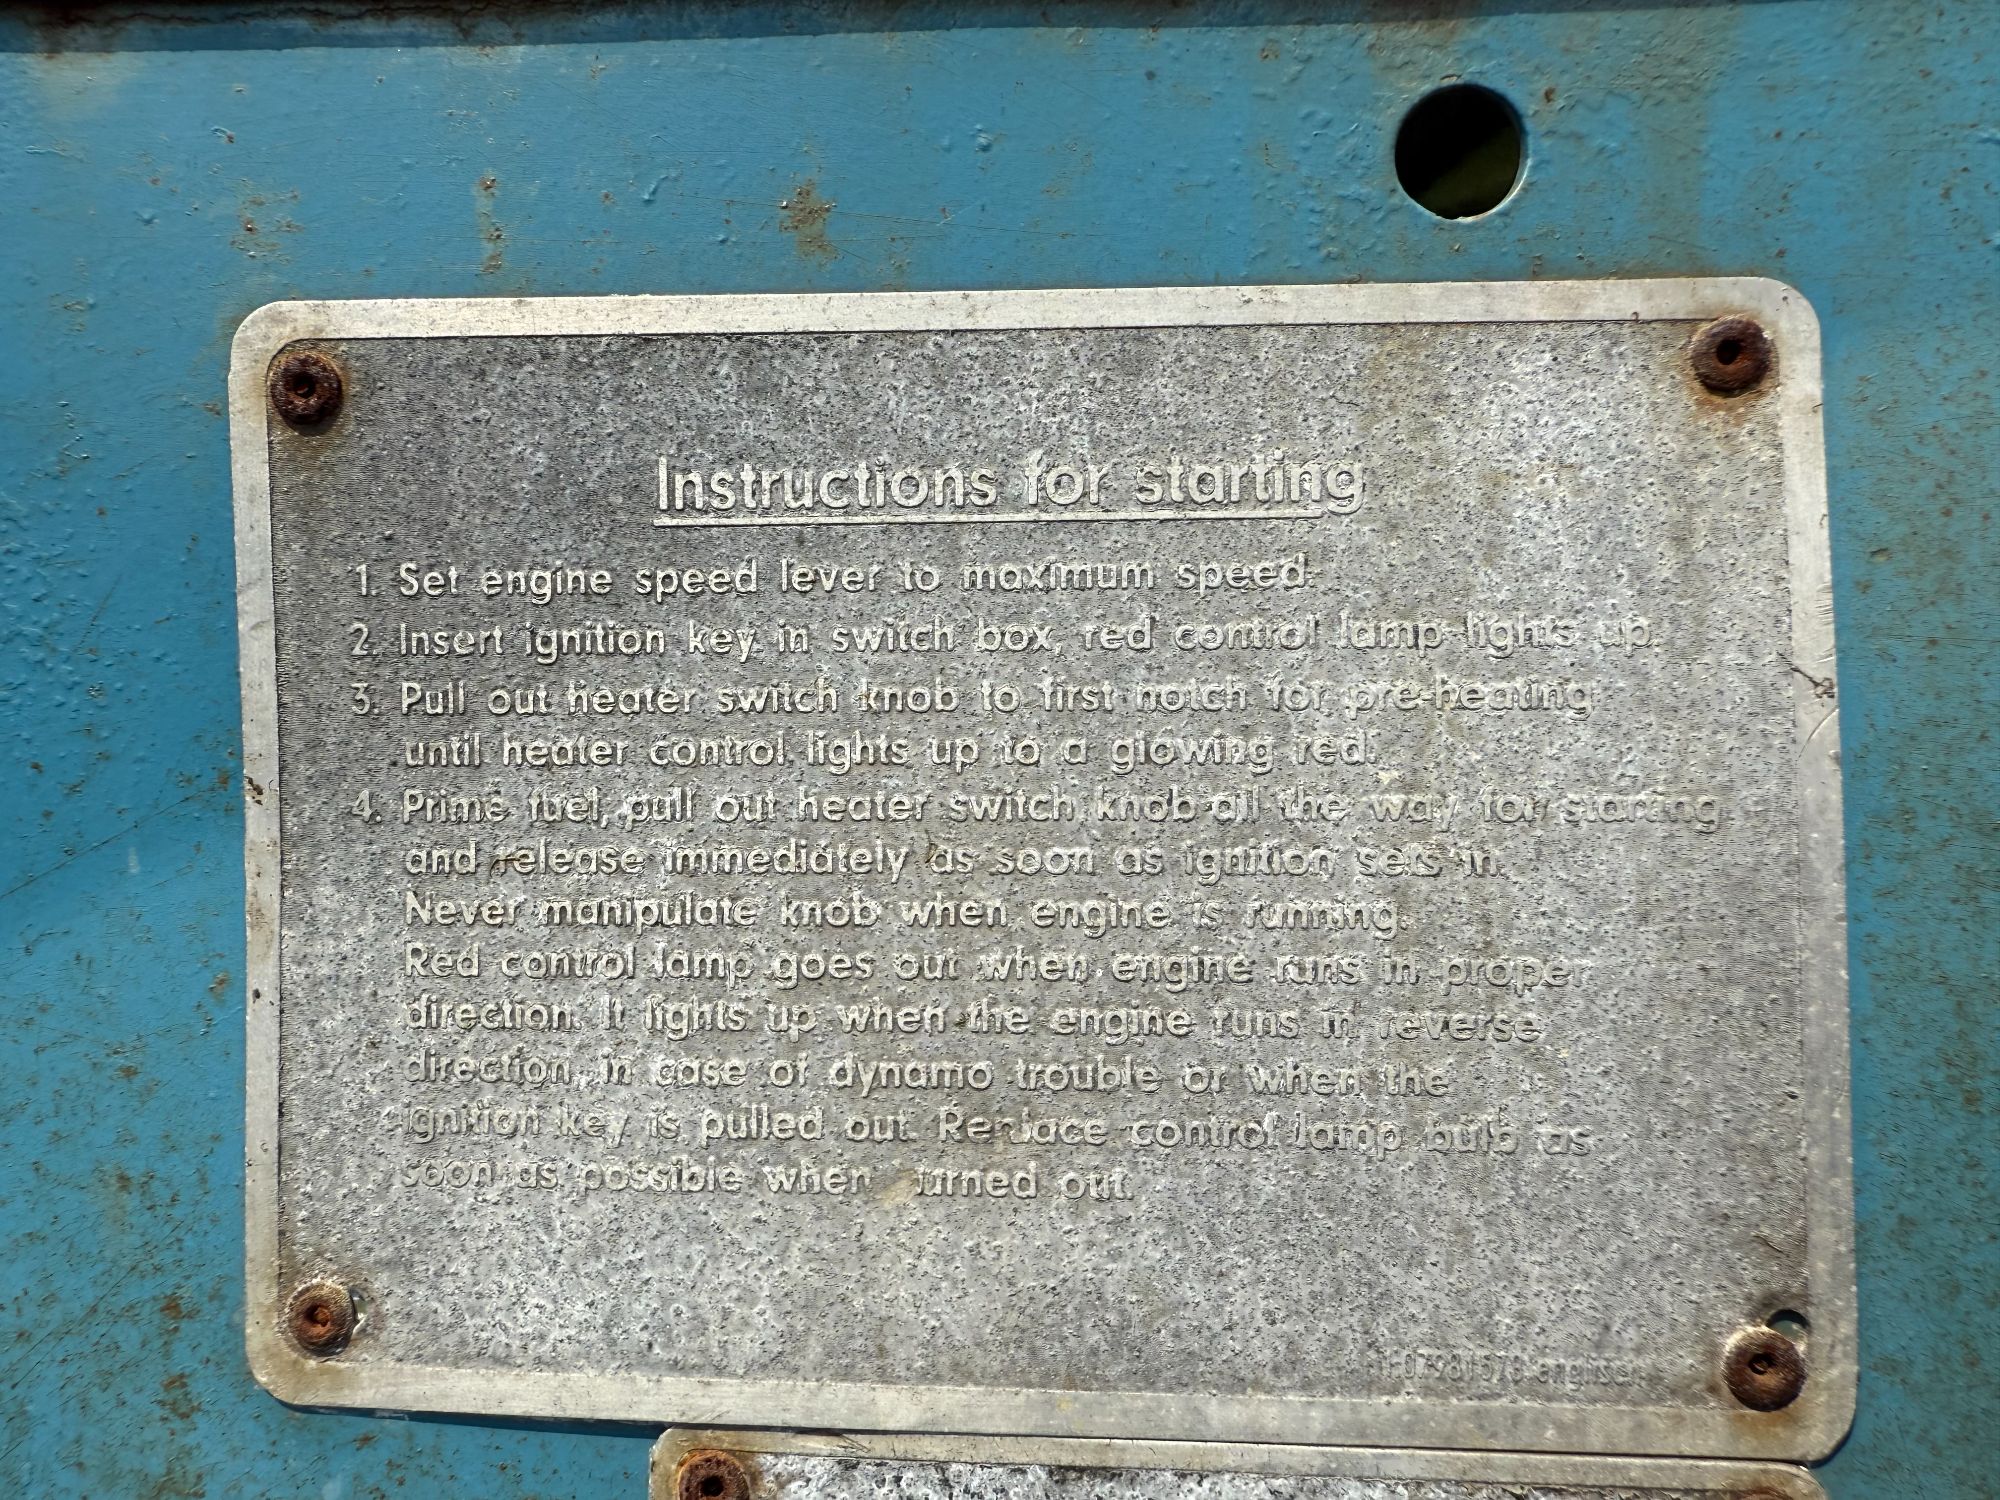 Instructions for starting
1. Set engine speed lever to maximum speed.
2. Insert ignition key in switch box, red control lamp lights up.
3. Pull out heater switch knob to first notch for pre-heating
until heater control lights up to a glowing red.
4. Prime fuel, pull out heater switch knob all the way for starting
and release immediately as soon as ignition sets in.
Never manipulate knob when engine is running.
Red control lamp goes out when engine runs in proper
direction. It lights up when the engine runs in reverse
direction, in case of dynamo trouble or when the
ignition key is pulled out. Replace control lamp bulb as
soon as possible when urned out.